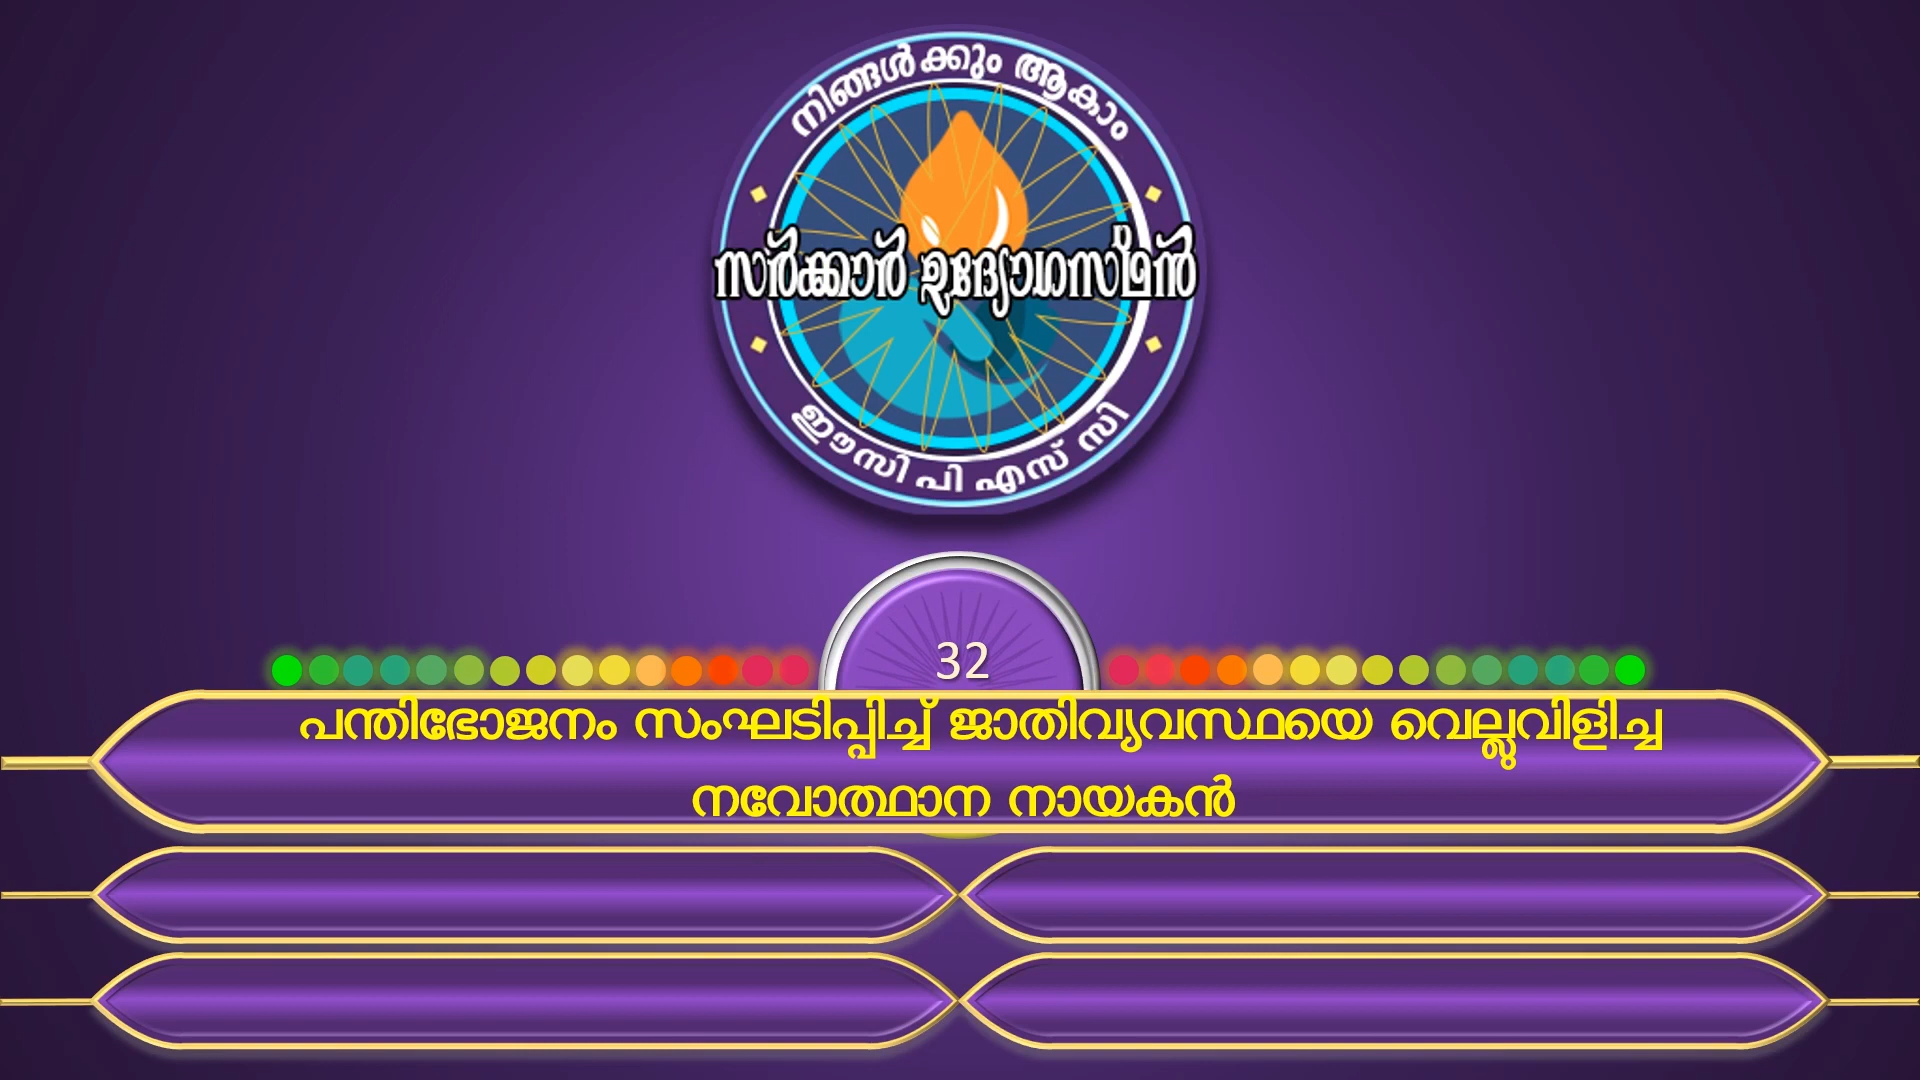 നിങ്ങൾക്കും ആകാം
സർക്കാർ ഉദ്യോഗസ്ഥൻ
ഈസി പി എസ് സി
32
പന്തിഭോജനം സംഘടിപ്പിച്ച് ജാതിവ്യവസ്ഥയെ വെല്ലുവിളിച്ച
നവോത്ഥാന നായകൻ